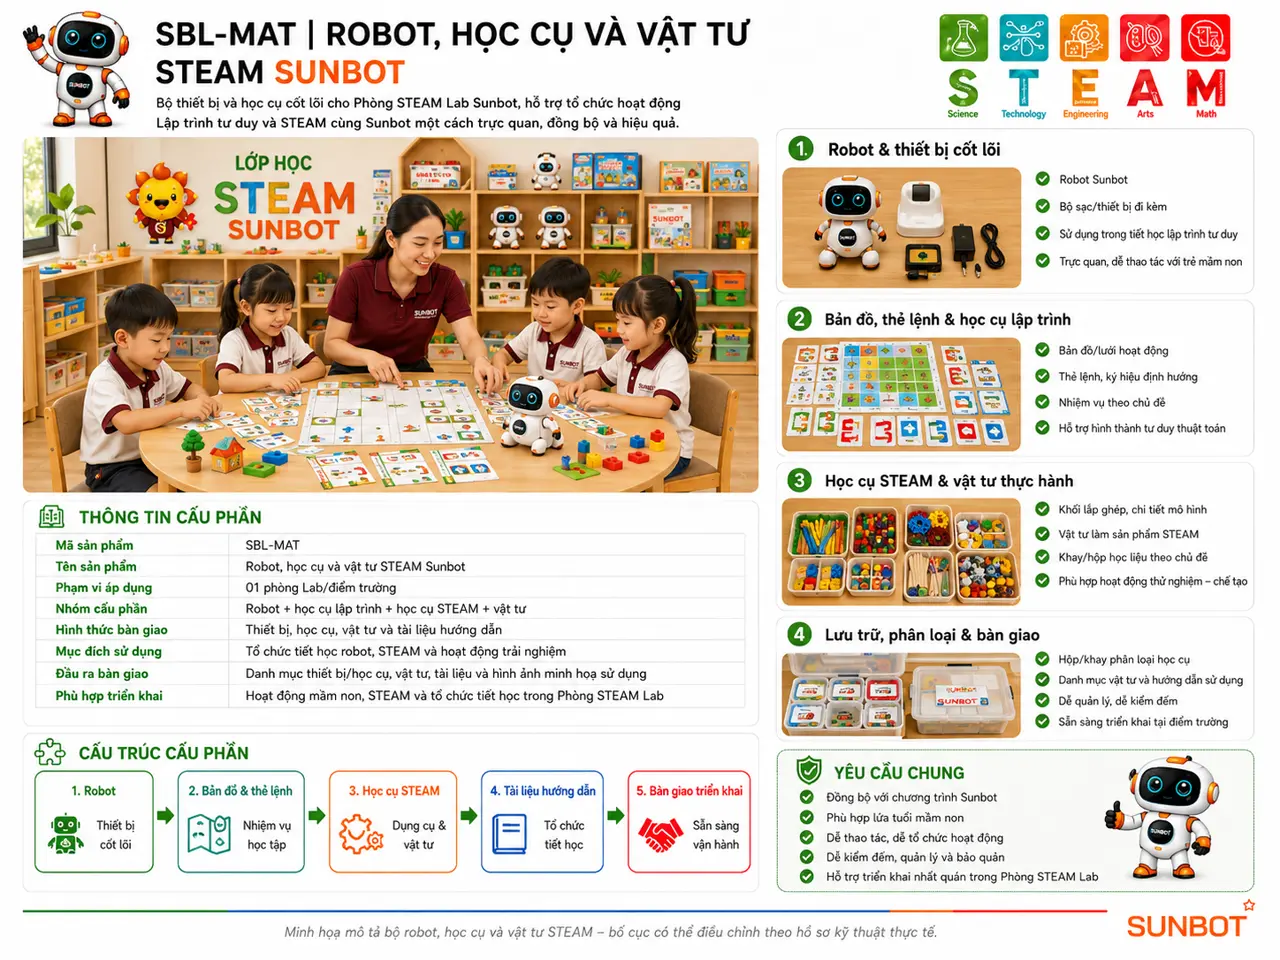 SBL-MAT | ROBOT, HỌC CỤ VÀ VẬT TƯ
STEAM SUNBOT
Bộ thiết bị và học cụ cốt lõi cho Phòng STEAM Lab Sunbot, hỗ trợ tổ chức hoạt động
Lập trình tư duy và STEAM cùng Sunbot một cách trực quan, đồng bộ và hiệu quả.
S T E A M
Science Technology Engineering Arts Math
LỚP HỌC
STEAM
SUNBOT
THÔNG TIN CẤU PHẦN
Mã sản phẩm SBL-MAT
Tên sản phẩm Robot, học cụ và vật tư STEAM Sunbot
Phạm vi áp dụng 01 phòng Lab/điểm trường
Nhóm cấu phần Robot + học cụ lập trình + học cụ STEAM + vật tư
Hình thức bàn giao Thiết bị, học cụ, vật tư và tài liệu hướng dẫn
Mục đích sử dụng Tổ chức tiết học robot, STEAM và hoạt động trải nghiệm
Đầu ra bàn giao Danh mục thiết bị/học cụ, vật tư, tài liệu và hình ảnh minh hoạ sử dụng
Phù hợp triển khai Hoạt động mầm non, STEAM và tổ chức tiết học trong Phòng STEAM Lab
CẤU TRÚC CẤU PHẦN
1. Robot
Thiết bị
cốt lõi
2. Bản đồ & thẻ lệnh
Nhiệm vụ
học tập
3. Học cụ STEAM
Dụng cụ &
vật tư
4. Tài liệu hướng dẫn
Tổ chức
tiết học
5. Bàn giao triển khai
Sẵn sàng
vận hành
1. Robot & thiết bị cốt lõi
Robot Sunbot
Bộ sạc/thiết bị đi kèm
Sử dụng trong tiết học lập trình tư duy
Trực quan, dễ thao tác với trẻ mầm non
2 Bản đồ, thẻ lệnh & học cụ lập trình
Bản đồ/lưới hoạt động
Thẻ lệnh, ký hiệu định hướng
Nhiệm vụ theo chủ đề
Hỗ trợ hình thành tư duy thuật toán
3 Học cụ STEAM & vật tư thực hành
Khối lắp ghép, chi tiết mô hình
Vật tư làm sản phẩm STEAM
Khay/hộp học liệu theo chủ đề
Phù hợp hoạt động thử nghiệm – chế tạo
4 Lưu trữ, phân loại & bàn giao
Hộp/khay phân loại học cụ
Danh mục vật tư và hướng dẫn sử dụng
Dễ quản lý, dễ kiểm đếm
Sẵn sàng triển khai tại điểm trường
YÊU CẦU CHUNG
Đồng bộ với chương trình Sunbot
Phù hợp lứa tuổi mầm non
Dễ thao tác, dễ tổ chức hoạt động
Dễ kiểm đếm, quản lý và bảo quản
Hỗ trợ triển khai nhất quán trong Phòng STEAM Lab
Minh hoạ mô tả bộ robot, học cụ và vật tư STEAM – bố cục có thể điều chỉnh theo hồ sơ kỹ thuật thực tế.
SUNBOT